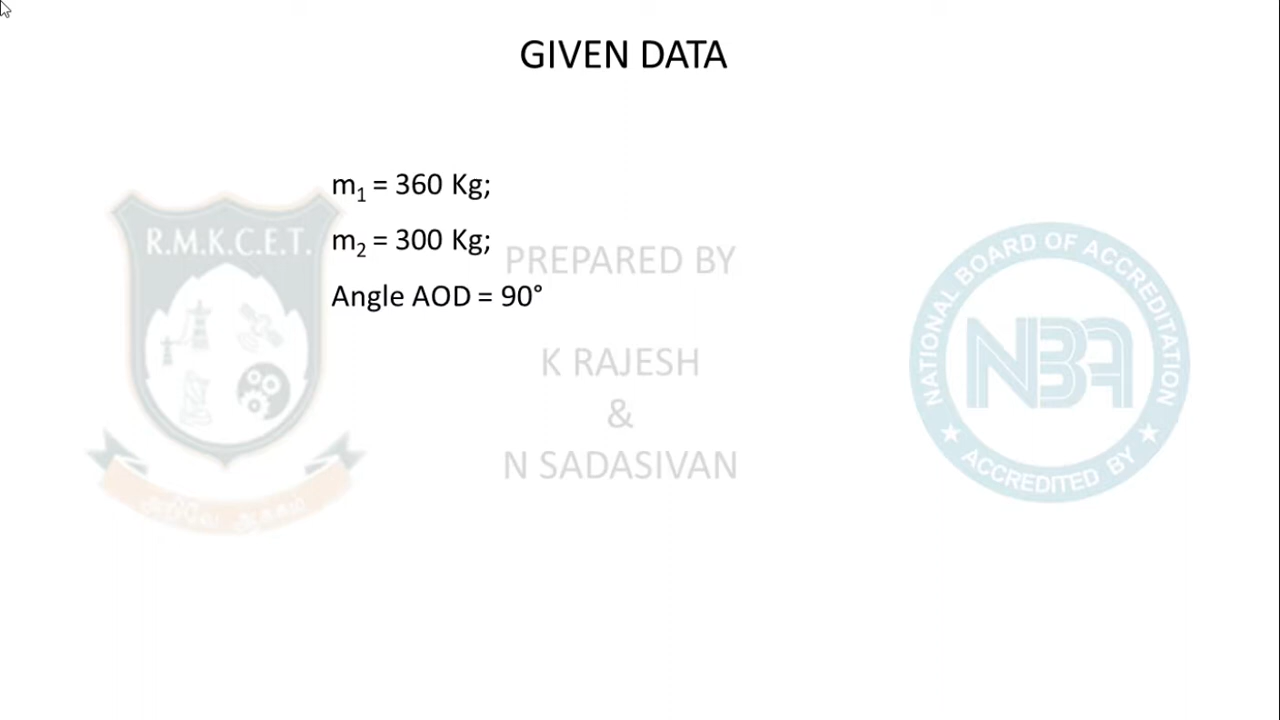 GIVEN DATA
m1 = 360 Kg;
m2 = 300 Kg;
Angle AOD = 90°
R.M.K.C.E.T.
PREPARED BY
K RAJESH
&
N SADASIVAN
NATIONAL BOARD OF ACCREDITATION
NBA
ACCREDITED BY